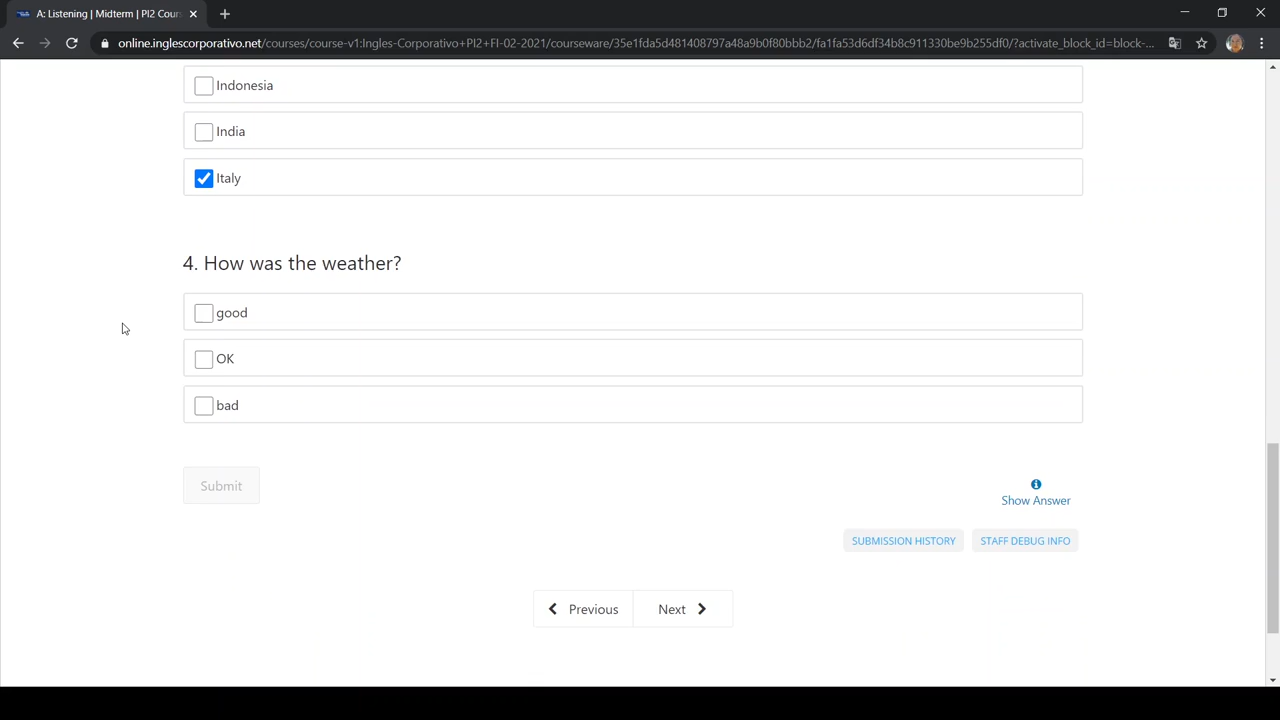 A: Listening | Midterm | PI2 Cour
online.inglescorporativo.net/courses/course-v1:Ingles-Corporativo+PI2+FI-02-2021/courseware/35e1fda5d481408797a48a9b0f80bbb2/fa1fa53d6df34b8c911330be9b255df0/?activate_block_id=block-...
Indonesia
India
Italy
4. How was the weather?
good
OK
bad
Submit
Show Answer
SUBMISSION HISTORY STAFF DEBUG INFO
Previous Next